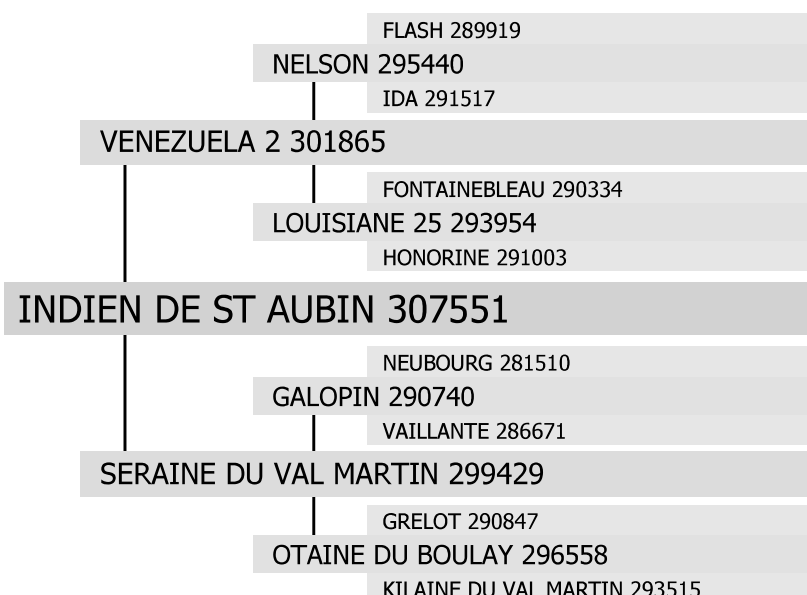 FLASH 289919
NELSON 295440
IDA 291517
VENEZUELA 2 301865
FONTAINEBLEAU 290334
LOUISIANE 25 293954
HONORINE 291003
INDIEN DE ST AUBIN 307551
NEUBOURG 281510
GALOPIN 290740
VAILLANTE 286671
SERAINE DU VAL MARTIN 299429
GRELOT 290847
OTAINE DU BOULAY 296558
KILAINE DU VAL MARTIN 293515